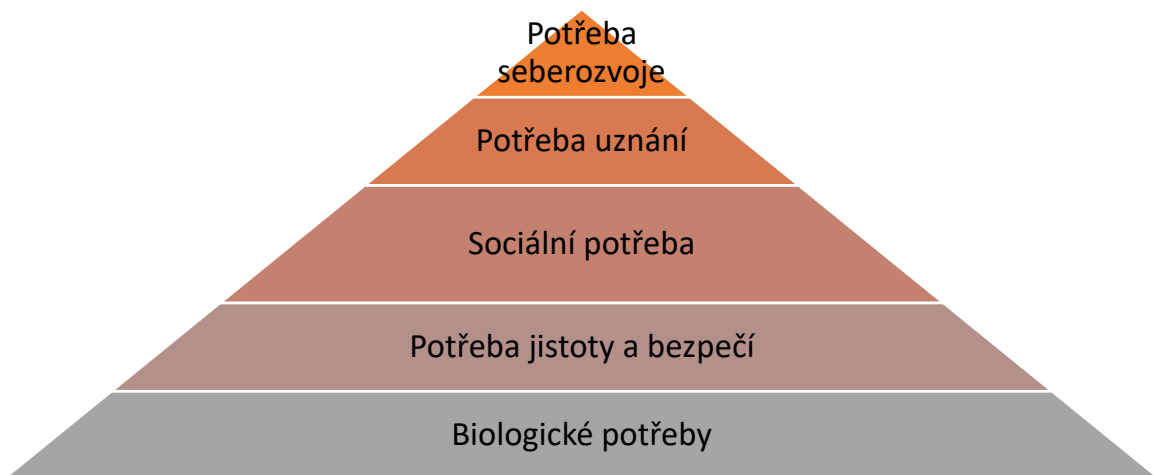 Potřeba
seberozvoje
Potřeba uznání
Sociální potřeba
Potřeba jistoty a bezpečí
Biologické potřeby